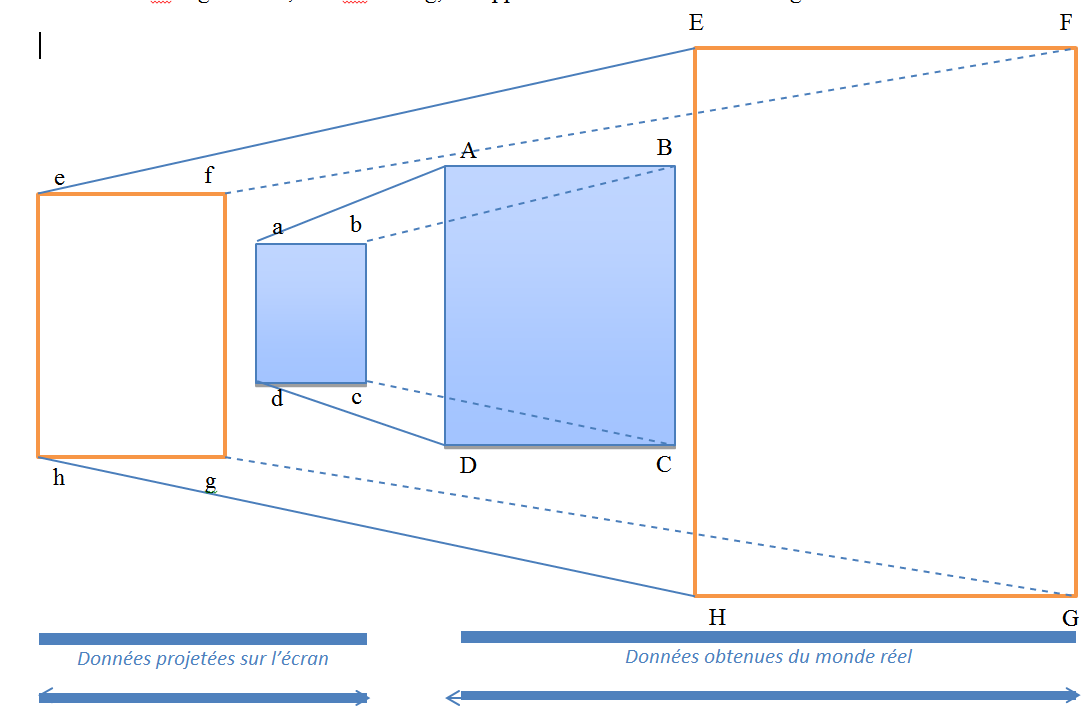 E F
A B
e f
a b
d c
D C
h g
H G
Données projetées sur l'écran
Données obtenues du monde réel